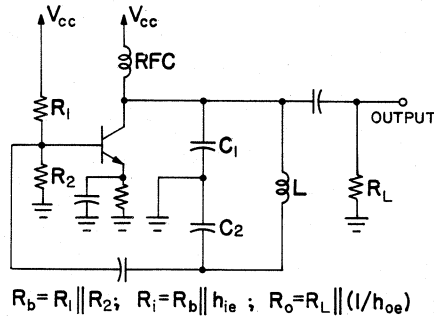 Vcc Vcc
RFC
R1
C1
OUTPUT
R2
L
RL
C2
Rb=R1||R2; Ri=Rb||hie ; Ro=RL||(1/hoe)